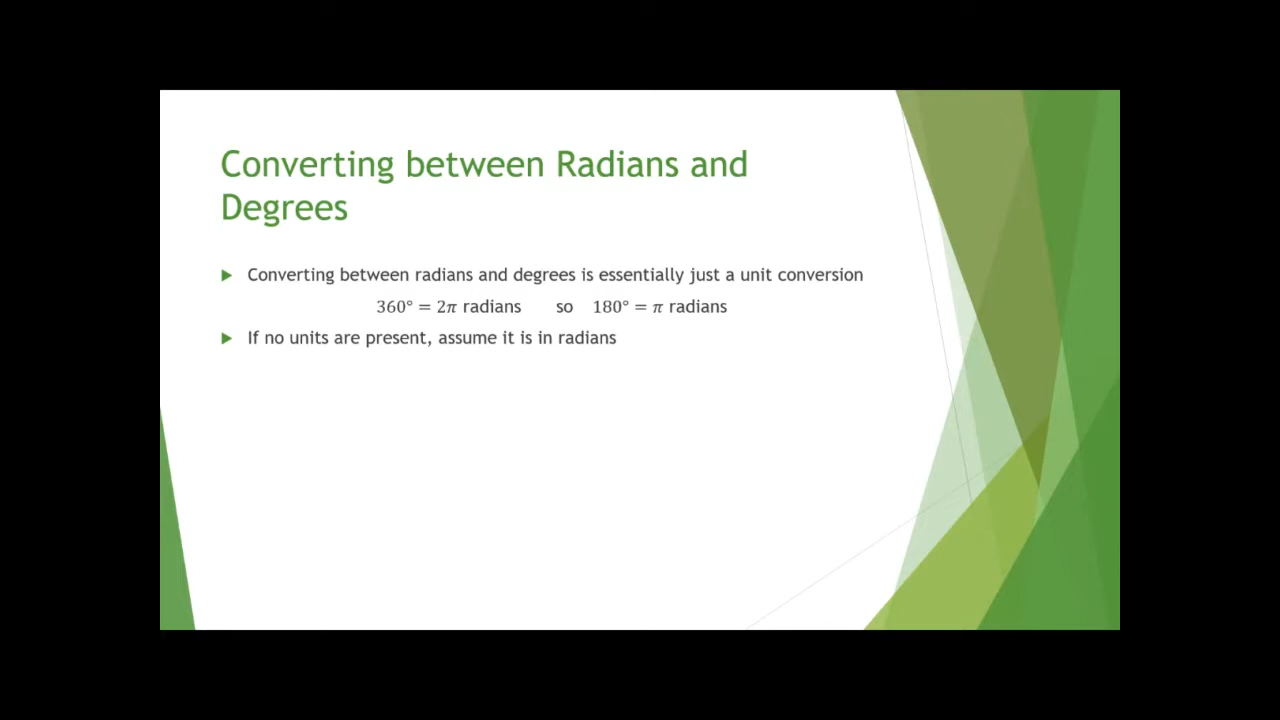 Converting between Radians and
Degrees
Converting between radians and degrees is essentially just a unit conversion
360° = 2𝜋 radians so 180° = 𝜋 radians
If no units are present, assume it is in radians